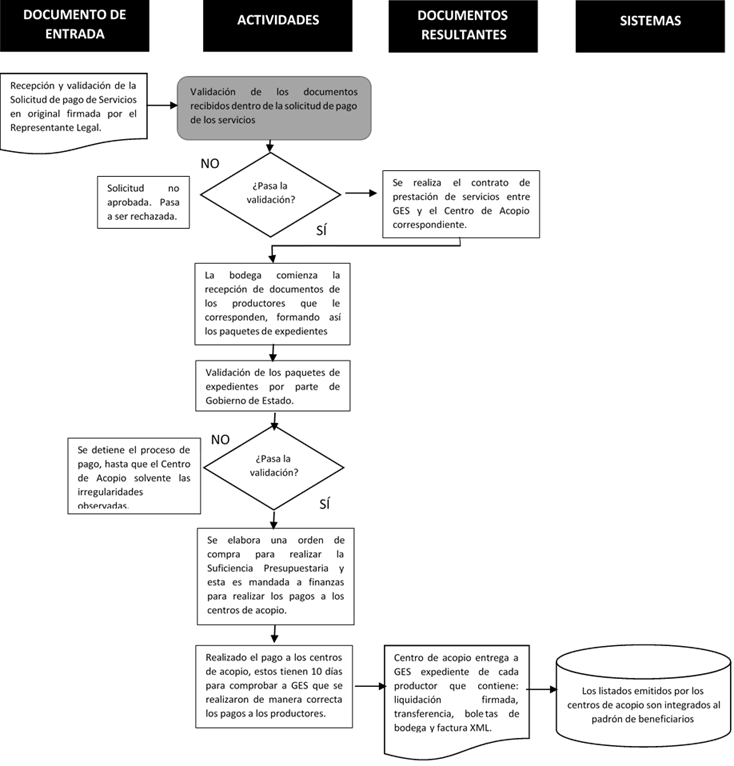 DOCUMENTO DE
ENTRADA
ACTIVIDADES
DOCUMENTOS
RESULTANTES
SISTEMAS
Recepción y validación de la
Solicitud de pago de Servicios
en original firmada por el
Representante Legal.
Validación de los documentos
recibidos dentro de la solicitud de pago
de los servicios
NO
Solicitud no
aprobada. Pasa
a ser rechazada.
¿Pasa la
validación?
SÍ
Se realiza el contrato de
prestación de servicios entre
GES y el Centro de Acopio
correspondiente.
La bodega comienza la
recepción de documentos de
los productores que le
corresponden, formando así
los paquetes de expedientes
Validación de los paquetes de
expedientes por parte de
Gobierno de Estado.
NO
Se detiene el proceso de
pago, hasta que el Centro
de Acopio solvente las
irregularidades
observadas.
¿Pasa la
validación?
SÍ
Se elabora una orden de
compra para realizar la
Suficiencia Presupuestaria y
esta es mandada a finanzas
para realizar los pagos a los
centros de acopio.
Realizado el pago a los centros
de acopio, estos tienen 10 días
para comprobar a GES que se
realizaron de manera correcta
los pagos a los productores.
Centro de acopio entrega a
GES expediente de cada
productor que contiene:
liquidación firmada,
transferencia, boletas de
bodega y factura XML.
Los listados emitidos por los
centros de acopio son integrados al
padrón de beneficiarios